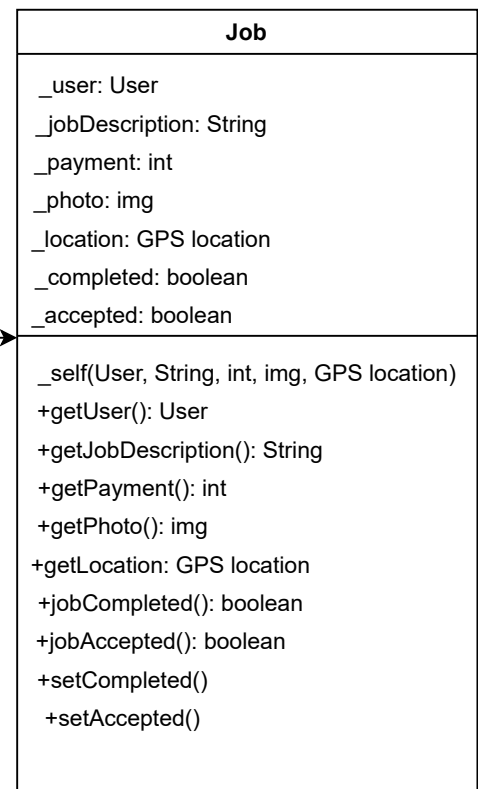 Job
_user: User
_jobDescription: String
_payment: int
_photo: img
_location: GPS location
_completed: boolean
_accepted: boolean
_self(User, String, int, img, GPS location)
+getUser(): User
+getJobDescription(): String
+getPayment(): int
+getPhoto(): img
+getLocation: GPS location
+jobCompleted(): boolean
+jobAccepted(): boolean
+setCompleted()
+setAccepted()